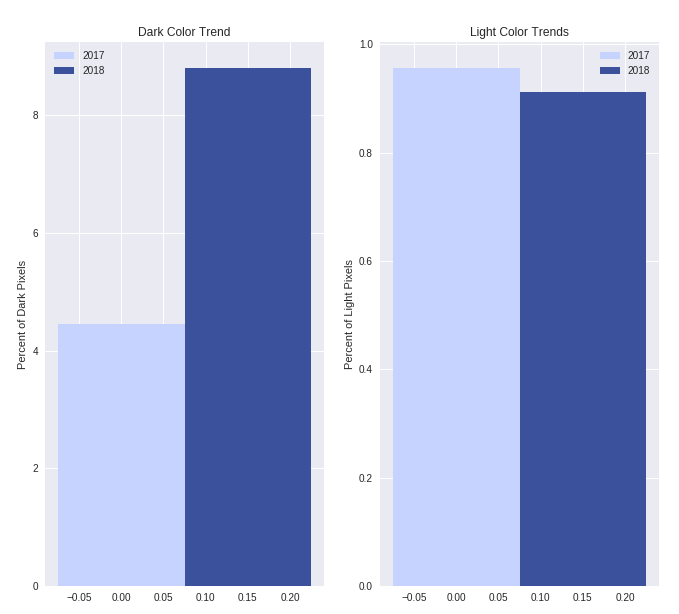 Dark Color Trend
2017
2018
Percent of Dark Pixels
8
6
4
2
0
−0.05 0.00 0.05 0.10 0.15 0.20
Light Color Trends
2017
2018
Percent of Light Pixels
1.0
0.8
0.6
0.4
0.2
0.0
−0.05 0.00 0.05 0.10 0.15 0.20